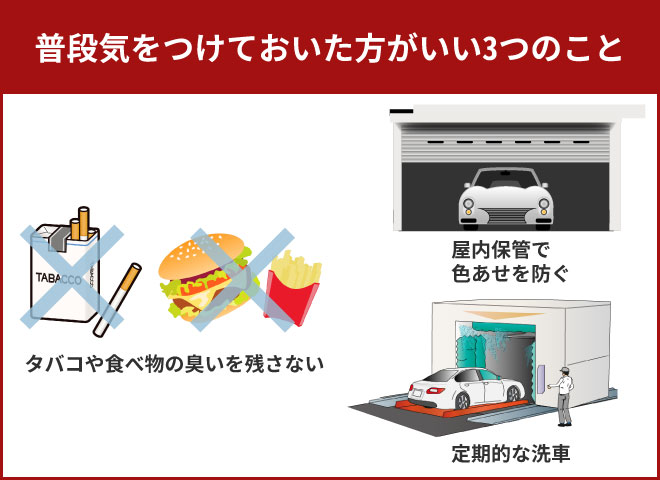 普段気をつけておいた方がいい3つのこと
TABACCO
タバコや食べ物の臭いを残さない
屋内保管で
色あせを防ぐ
定期的な洗車